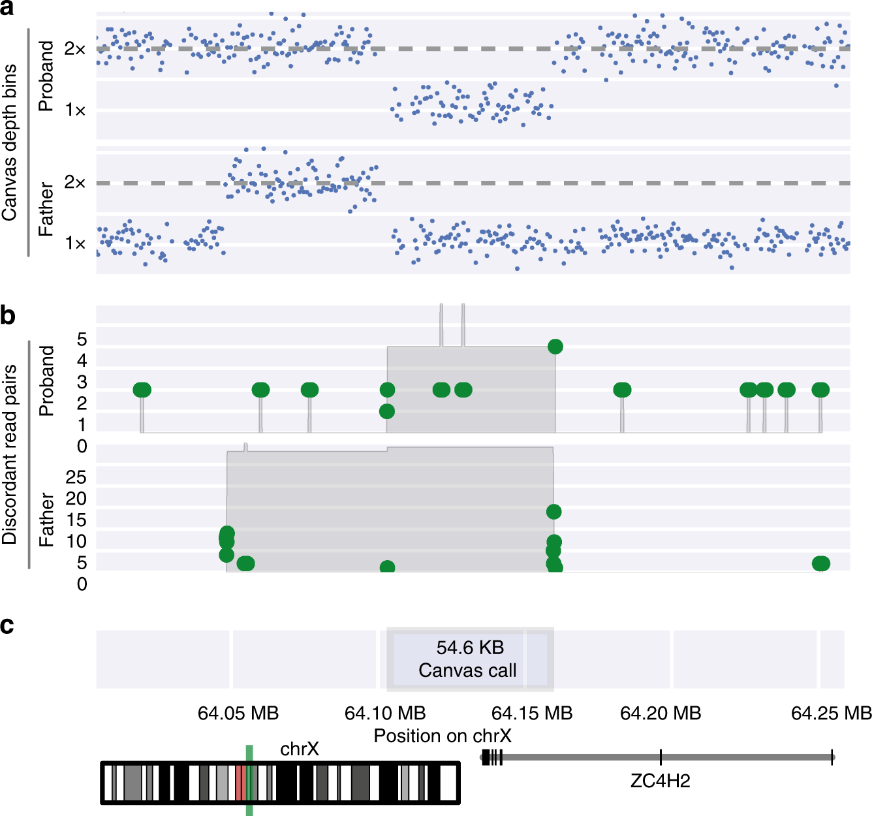 a
Canvas depth bins
Proband
2×
1×
Father
2×
1×
b
Discordant read pairs
Proband
5
4
3
2
1
0
Father
25
20
15
10
5
0
c
54.6 KB
Canvas call
64.05 MB 64.10 MB 64.15 MB 64.20 MB 64.25 MB
Position on chrX
chrX
ZC4H2